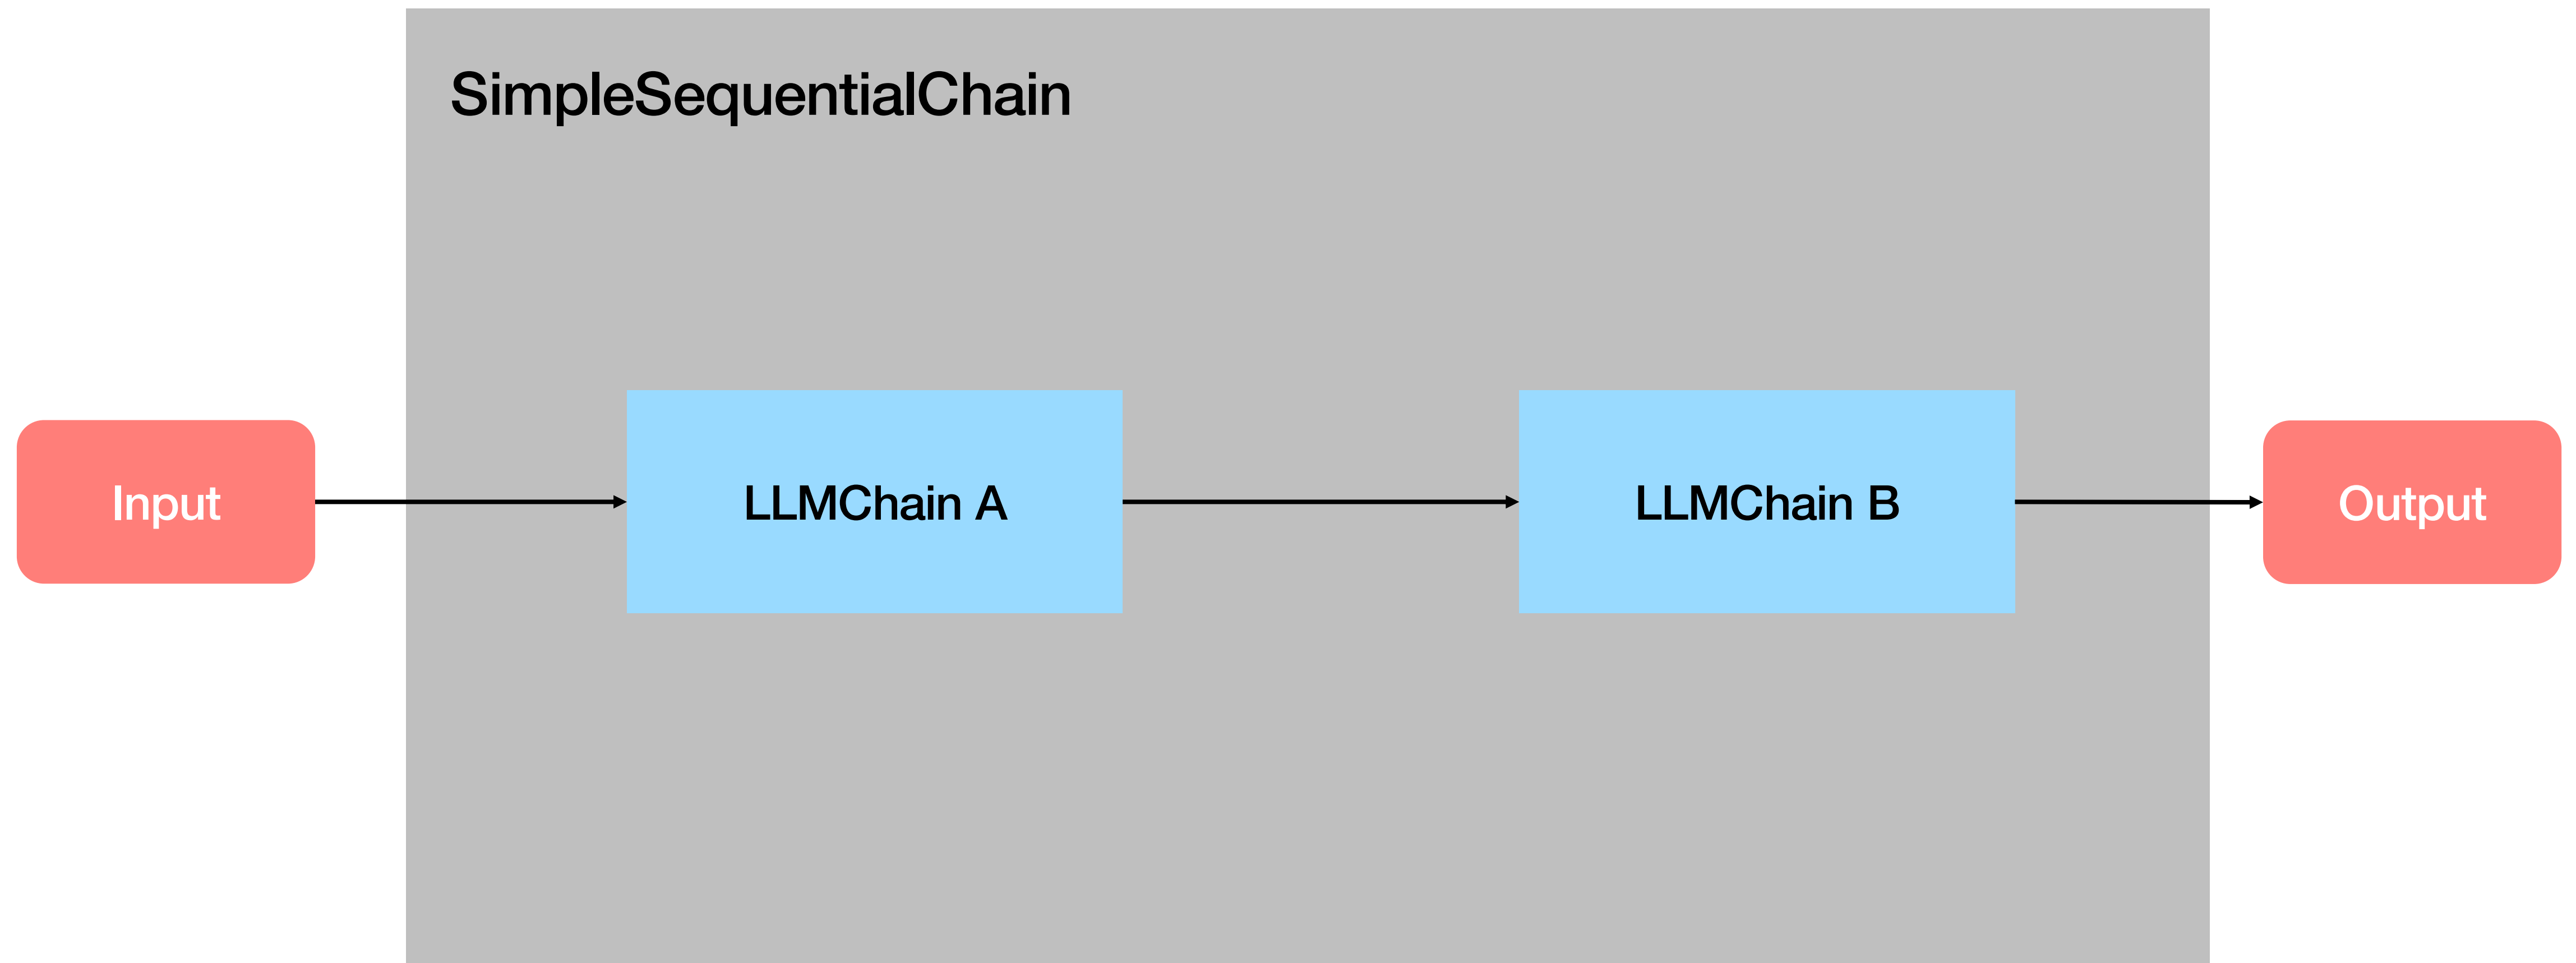 SimpleSequentialChain
Input
LLMChain A
LLMChain B
Output